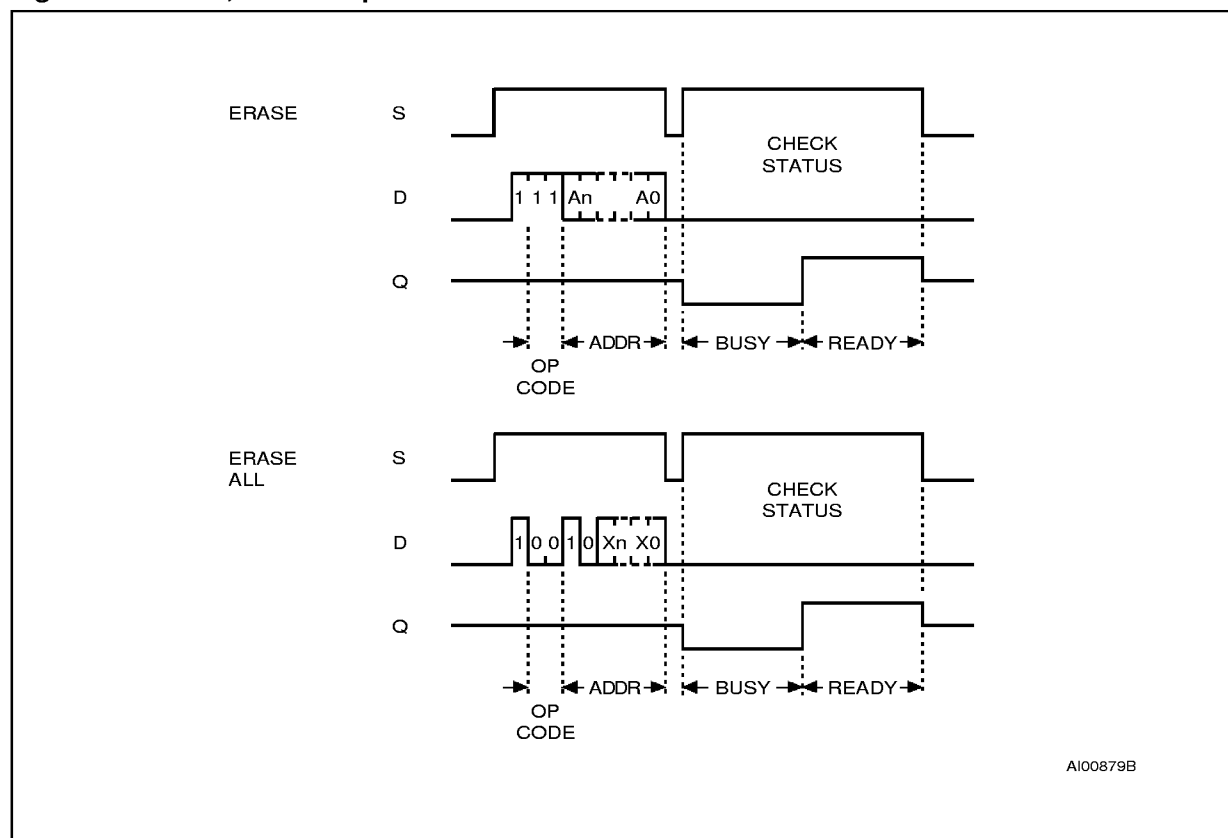 ERASE S
CHECK
STATUS
D 1 1 1 An A0
Q
ADDR BUSY READY
OP
CODE
ERASE
ALL S
CHECK
STATUS
D 1 0 0 1 0 Xn X0
Q
ADDR BUSY READY
OP
CODE
AI00879B